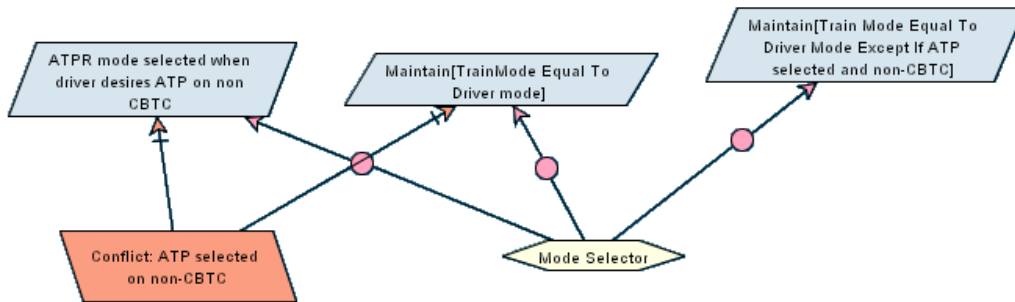 ATPR mode selected when
driver desires ATP on non
CBTC
Maintain[TrainMode Equal To
Driver mode]
Maintain[Train Mode Equal To
Driver Mode Except If ATP
selected and non-CBTC]
Conflict: ATP selected
on non-CBTC
Mode Selector